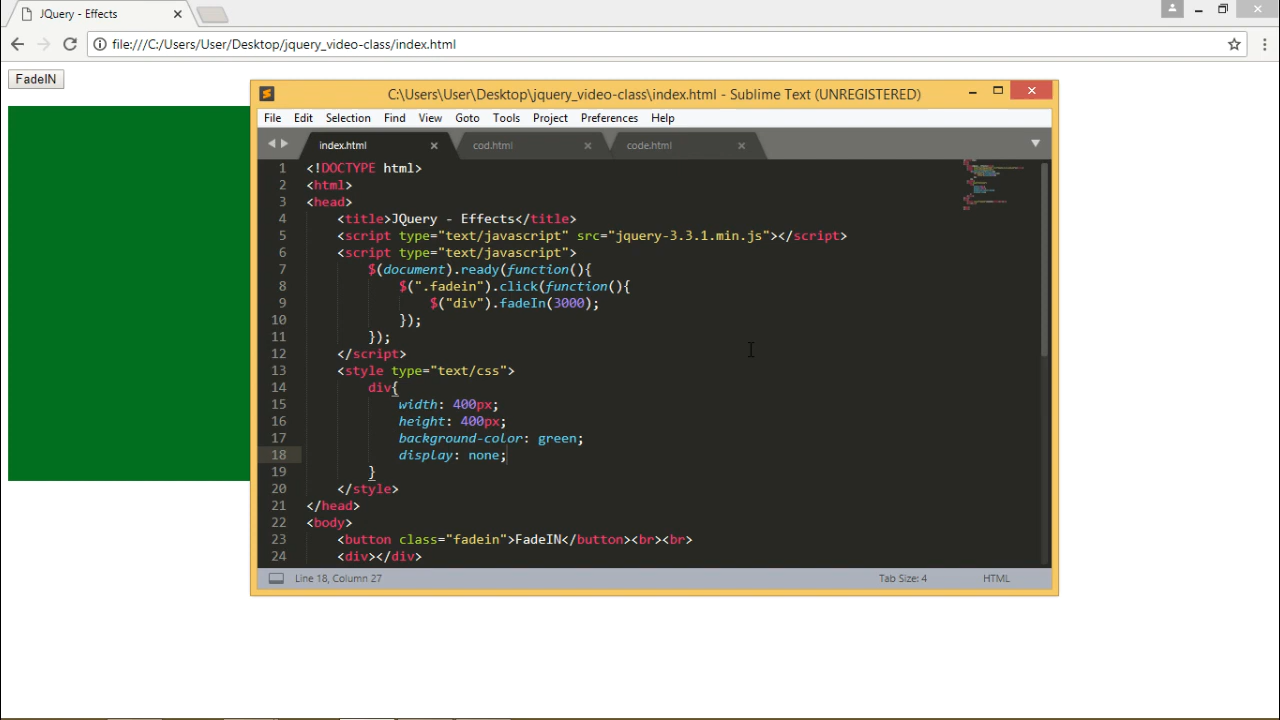 JQuery - Effects
file:///C:/Users/User/Desktop/jquery_video-class/index.html
FadeIN
C:\Users\User\Desktop\jquery_video-class\index.html - Sublime Text (UNREGISTERED)
File Edit Selection Find View Goto Tools Project Preferences Help
index.html cod.html code.html
1 <!DOCTYPE html>
2 <html>
3 <head>
4 <title>JQuery - Effects</title>
5 <script type="text/javascript" src="jquery-3.3.1.min.js"></script>
6 <script type="text/javascript">
7 $(document).ready(function(){
8 $(".fadein").click(function(){
9 $("div").fadeIn(3000);
10 });
11 });
12 </script>
13 <style type="text/css">
14 div{
15 width: 400px;
16 height: 400px;
17 background-color: green;
18 display: none;
19 }
20 </style>
21 </head>
22 <body>
23 <button class="fadein">FadeIN</button><br><br>
24 <div></div>
Line 18, Column 27 Tab Size: 4 HTML